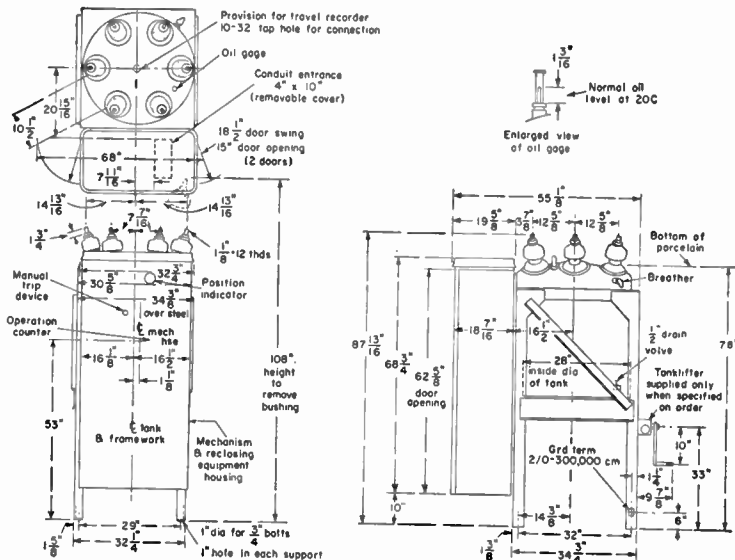 Provision for travel recorder
10-32 tap hole for connection
Oil gage
Conduit entrance
4" x 10"
(removable cover)
20 15/16"
10 1/2"
18 1/2" door swing
15" door opening
(2 doors)
68"
7 11/16"
14 13/16"
7 7/16"
14 13/16"
1 3/4"
1 1/8"-12 thds
Manual
trip
device
30 5/8"
32 3/4"
Position
indicator
34 3/8"
over steel
Operation
counter
℄ mech
hse
16 1/8"
16 1/2"
1 1/8"
108"
height
to
remove
bushing
53"
℄ tank
& framework
Mechanism
& reclosing
equipment
housing
29"
1 5/8"
32 1/4"
1" dia for 3/4" bolts
1" hole in each support
1 3/16"
Normal oil
level at 20C
Enlarged view
of oil gage
55 1/8"
19 5/8"
3 7/8"
12 5/8"
12 5/8"
Bottom of
porcelain
Breather
18 7/16"
16 1/2"
1/2" drain
valve
87 13/16"
68 3/4"
62 5/8"
door
opening
28"
inside dia
of tank
78"
Tanklifter
supplied only
when specified
on order
Grd term
2/0-300,000 cm
10"
33"
1 1/4"
9 7/8"
10"
14 3/8"
6"
32"
1 3/8"
34 3/4"